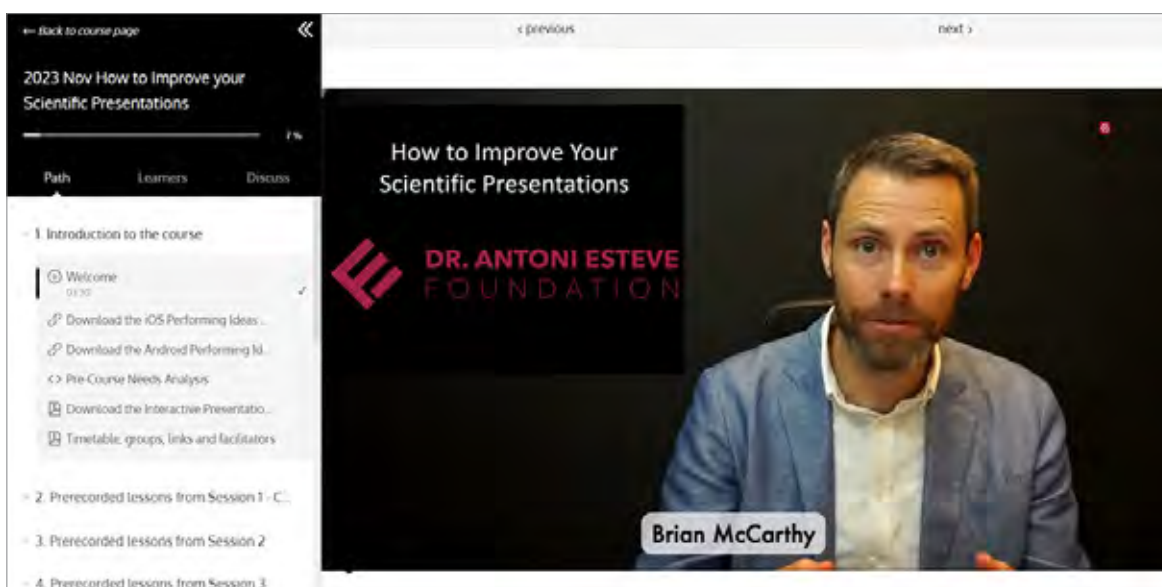 ← Back to course page
«
2023 Nov How to Improve your
Scientific Presentations
7%
Path Learners Discuss
1. Introduction to the course
Welcome
01:30
Download the iOS Performing Ideas ...
Download the Android Performing Id...
<> Pre-Course Needs Analysis
Download the Interactive Presentatio...
Timetable, groups, links and facilitators
2. Prerecorded lessons from Session 1 - C...
3. Prerecorded lessons from Session 2
4. Prerecorded lessons from Session 3
‹ previous next ›
How to Improve Your
Scientific Presentations
DR. ANTONI ESTEVE
FOUNDATION
Brian McCarthy